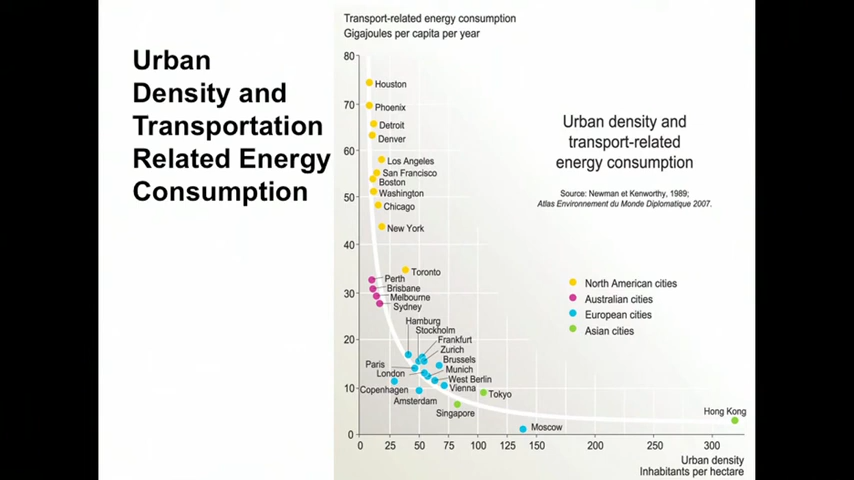 Urban
Density and
Transportation
Related Energy
Consumption
Transport-related energy consumption
Gigajoules per capita per year
80
70
60
50
40
30
20
10
0
Houston
Phoenix
Detroit
Denver
Los Angeles
San Francisco
Boston
Washington
Chicago
New York
Toronto
Perth
Brisbane
Melbourne
Sydney
Hamburg
Stockholm
Frankfurt
Zurich
Brussels
Paris
Munich
London
West Berlin
Copenhagen
Vienna
Amsterdam
Tokyo
Singapore
Moscow
Hong Kong
Urban density and
transport-related
energy consumption
Source: Newman et Kenworthy, 1989;
Atlas Environnement du Monde Diplomatique 2007.
North American cities
Australian cities
European cities
Asian cities
0 25 50 75 100 125 150 200 250 300
Urban density
Inhabitants per hectare